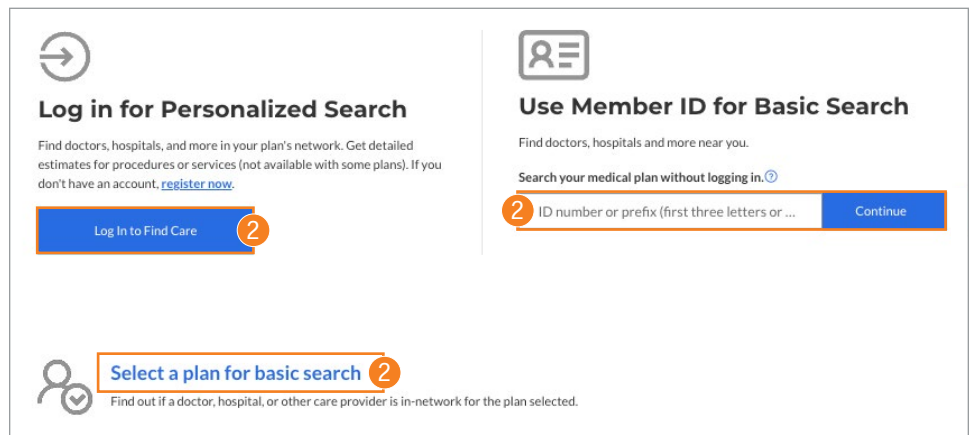 Log in for Personalized Search
Find doctors, hospitals, and more in your plan's network. Get detailed
estimates for procedures or services (not available with some plans). If you
don't have an account, register now.
Log In to Find Care
2
Use Member ID for Basic Search
Find doctors, hospitals and more near you.
Search your medical plan without logging in. ?
2
ID number or prefix (first three letters or ...
Continue
Select a plan for basic search
2
Find out if a doctor, hospital, or other care provider is in-network for the plan selected.